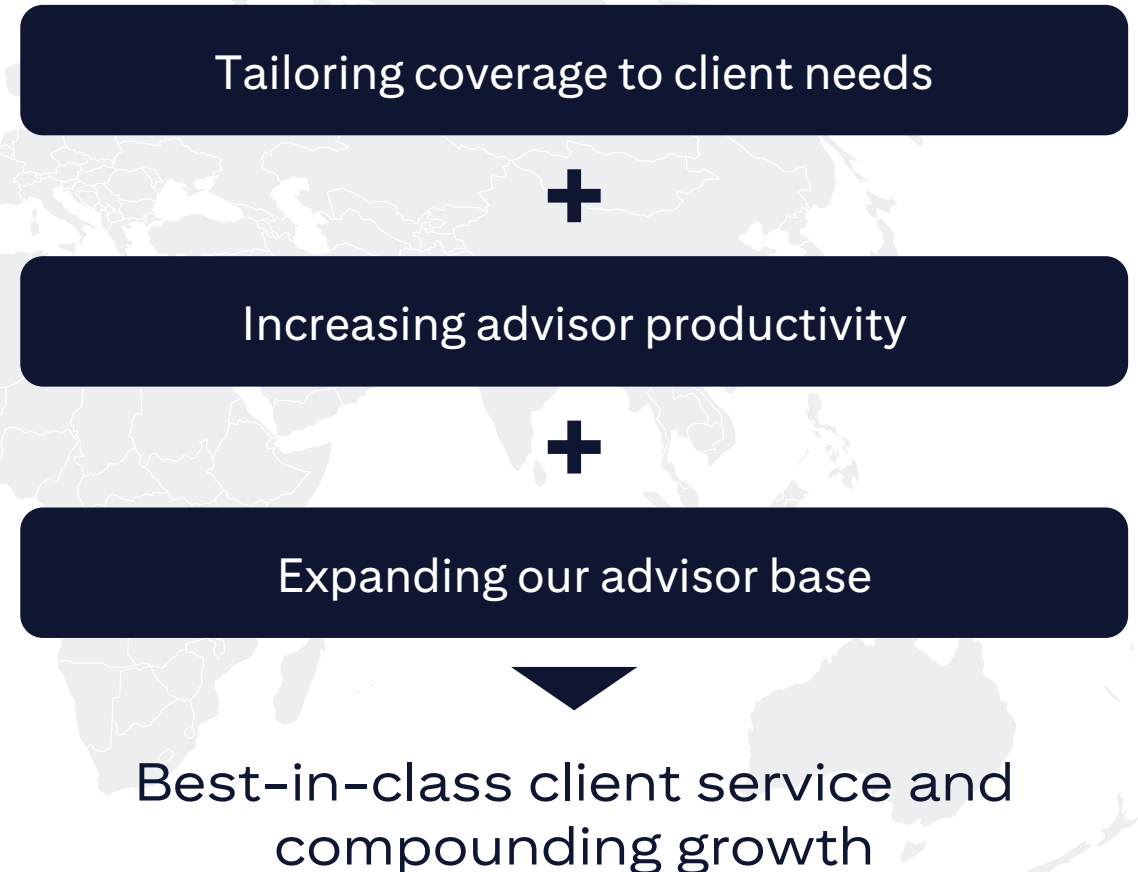 Tailoring coverage to client needs
+
Increasing advisor productivity
+
Expanding our advisor base
Best-in-class client service and
compounding growth